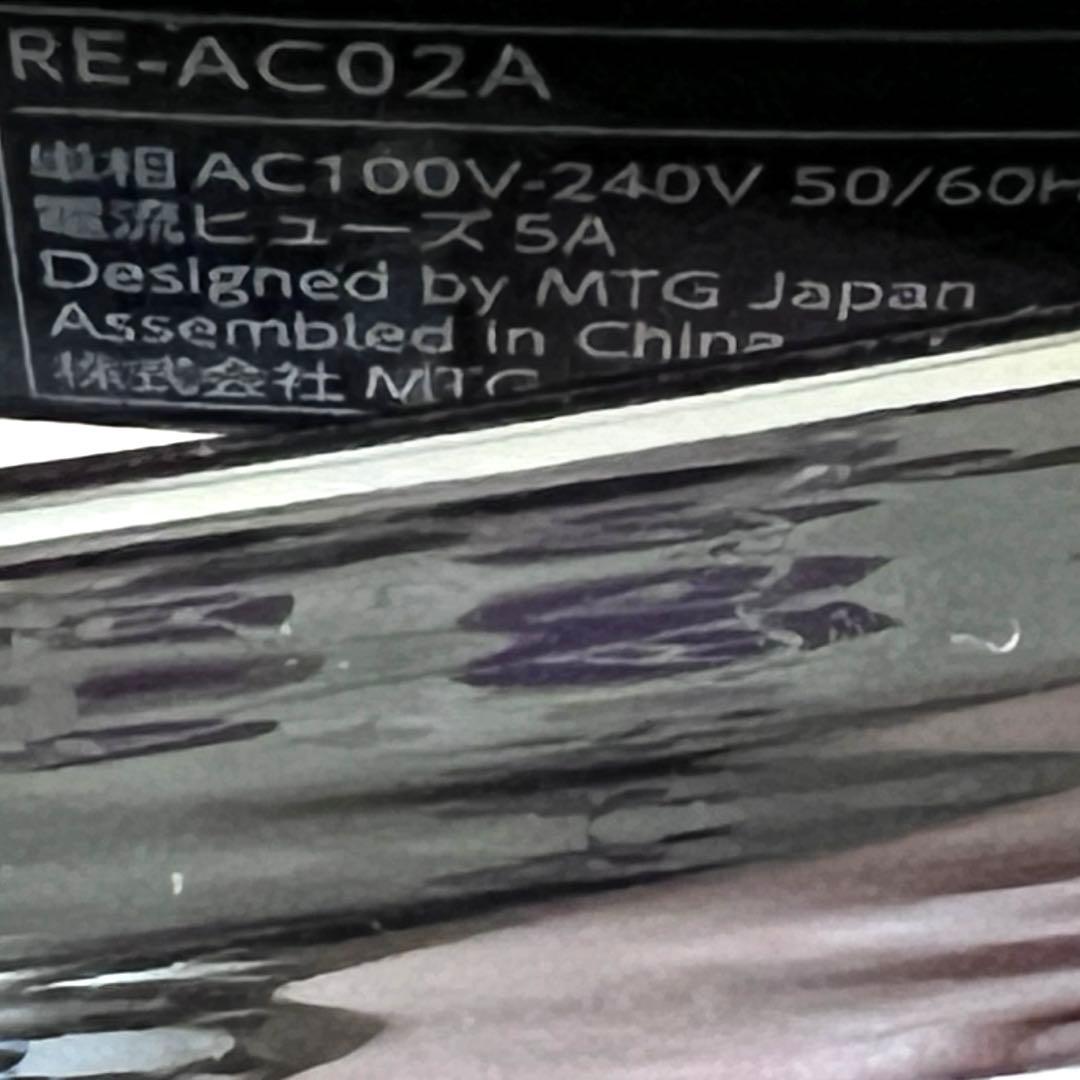 RE-AC02A
単相 AC100V-240V 50/60H
電流ヒューズ 5A
Designed by MTG Japan
Assembled in China
株式会社 MTG